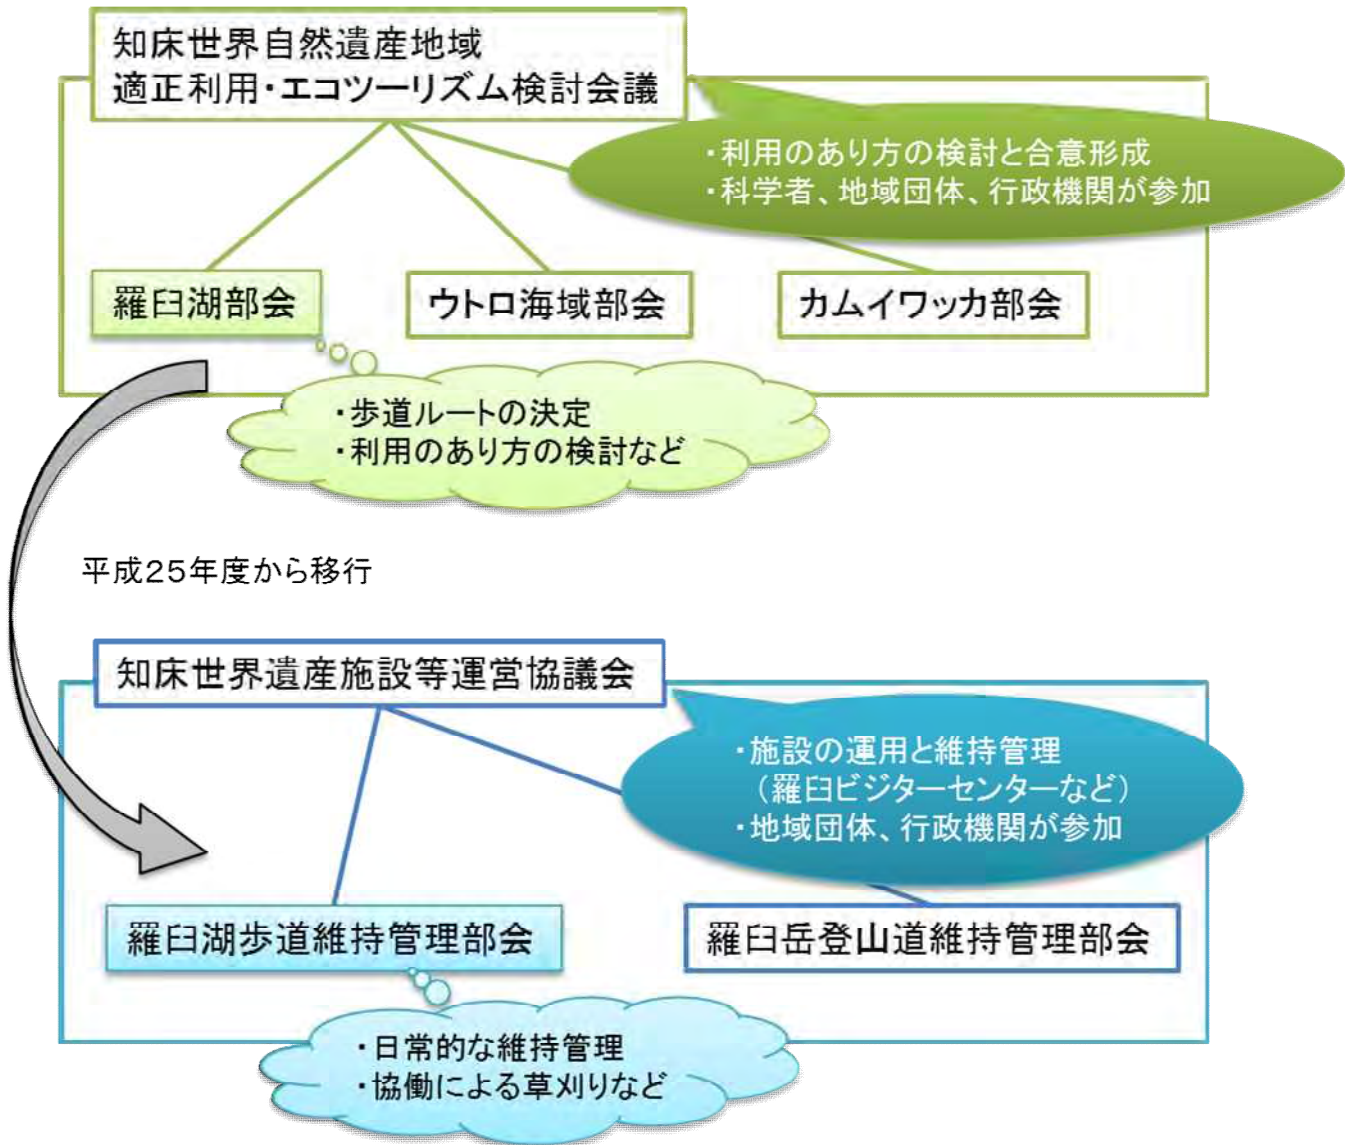 知床世界自然遺産地域
適正利用・エコツーリズム検討会議
・利用のあり方の検討と合意形成
・科学者、地域団体、行政機関が参加
羅臼湖部会
ウトロ海域部会
カムイワッカ部会
・歩道ルートの決定
・利用のあり方の検討など
平成25年度から移行
知床世界遺産施設等運営協議会
・施設の運用と維持管理
（羅臼ビジターセンターなど）
・地域団体、行政機関が参加
羅臼湖歩道維持管理部会
羅臼岳登山道維持管理部会
・日常的な維持管理
・協働による草刈りなど